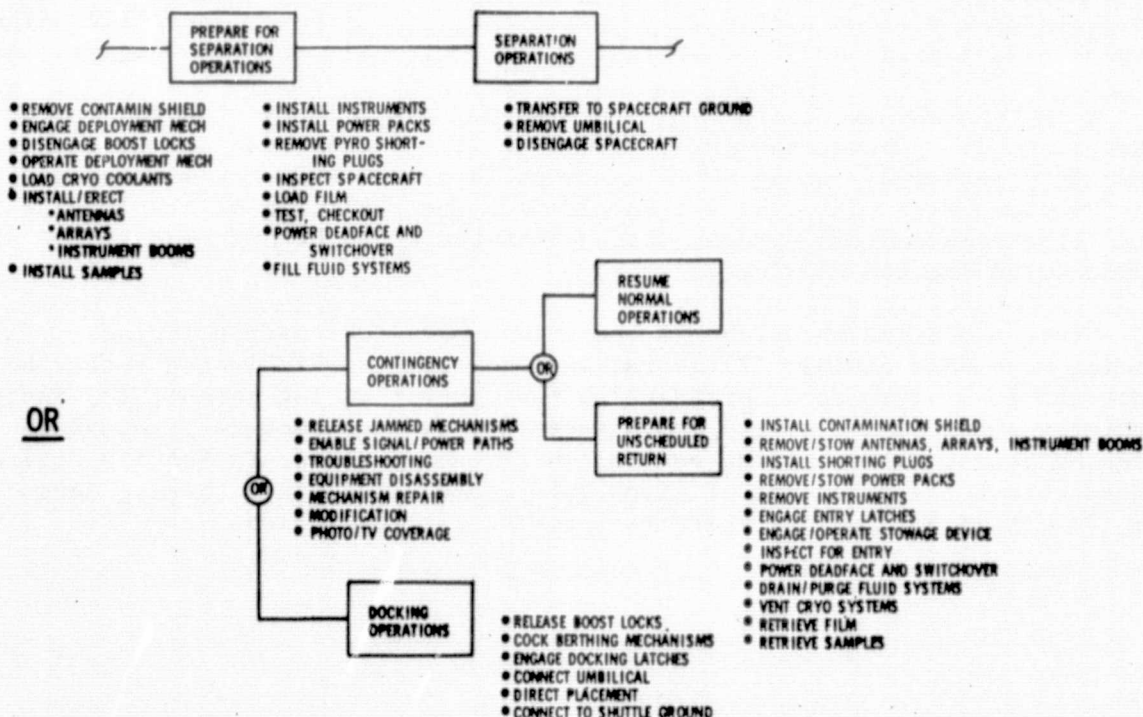 PREPARE FOR
SEPARATION
OPERATIONS
SEPARATION
OPERATIONS
• REMOVE CONTAMIN SHIELD
• ENGAGE DEPLOYMENT MECH
• DISENGAGE BOOST LOCKS
• OPERATE DEPLOYMENT MECH
• LOAD CRYO COOLANTS
• INSTALL/ERECT
* ANTENNAS
* ARRAYS
* INSTRUMENT BOOMS
• INSTALL SAMPLES
• INSTALL INSTRUMENTS
• INSTALL POWER PACKS
• REMOVE PYRO SHORT-
ING PLUGS
• INSPECT SPACECRAFT
• LOAD FILM
• TEST, CHECKOUT
• POWER DEADFACE AND
SWITCHOVER
• FILL FLUID SYSTEMS
• TRANSFER TO SPACECRAFT GROUND
• REMOVE UMBILICAL
• DISENGAGE SPACECRAFT
OR
OR
CONTINGENCY
OPERATIONS
• RELEASE JAMMED MECHANISMS
• ENABLE SIGNAL/POWER PATHS
• TROUBLESHOOTING
• EQUIPMENT DISASSEMBLY
• MECHANISM REPAIR
• MODIFICATION
• PHOTO/TV COVERAGE
OR
RESUME
NORMAL
OPERATIONS
PREPARE FOR
UNSCHEDULED
RETURN
• INSTALL CONTAMINATION SHIELD
• REMOVE/STOW ANTENNAS, ARRAYS, INSTRUMENT BOOMS
• INSTALL SHORTING PLUGS
• REMOVE/STOW POWER PACKS
• REMOVE INSTRUMENTS
• ENGAGE ENTRY LATCHES
• ENGAGE/OPERATE STOWAGE DEVICE
• INSPECT FOR ENTRY
• POWER DEADFACE AND SWITCHOVER
• DRAIN/PURGE FLUID SYSTEMS
• VENT CRYO SYSTEMS
• RETRIEVE FILM
• RETRIEVE SAMPLES
DOCKING
OPERATIONS
• RELEASE BOOST LOCKS
• COCK BERTHING MECHANISMS
• ENGAGE DOCKING LATCHES
• CONNECT UMBILICAL
• DIRECT PLACEMENT
• CONNECT TO SHUTTLE GROUND